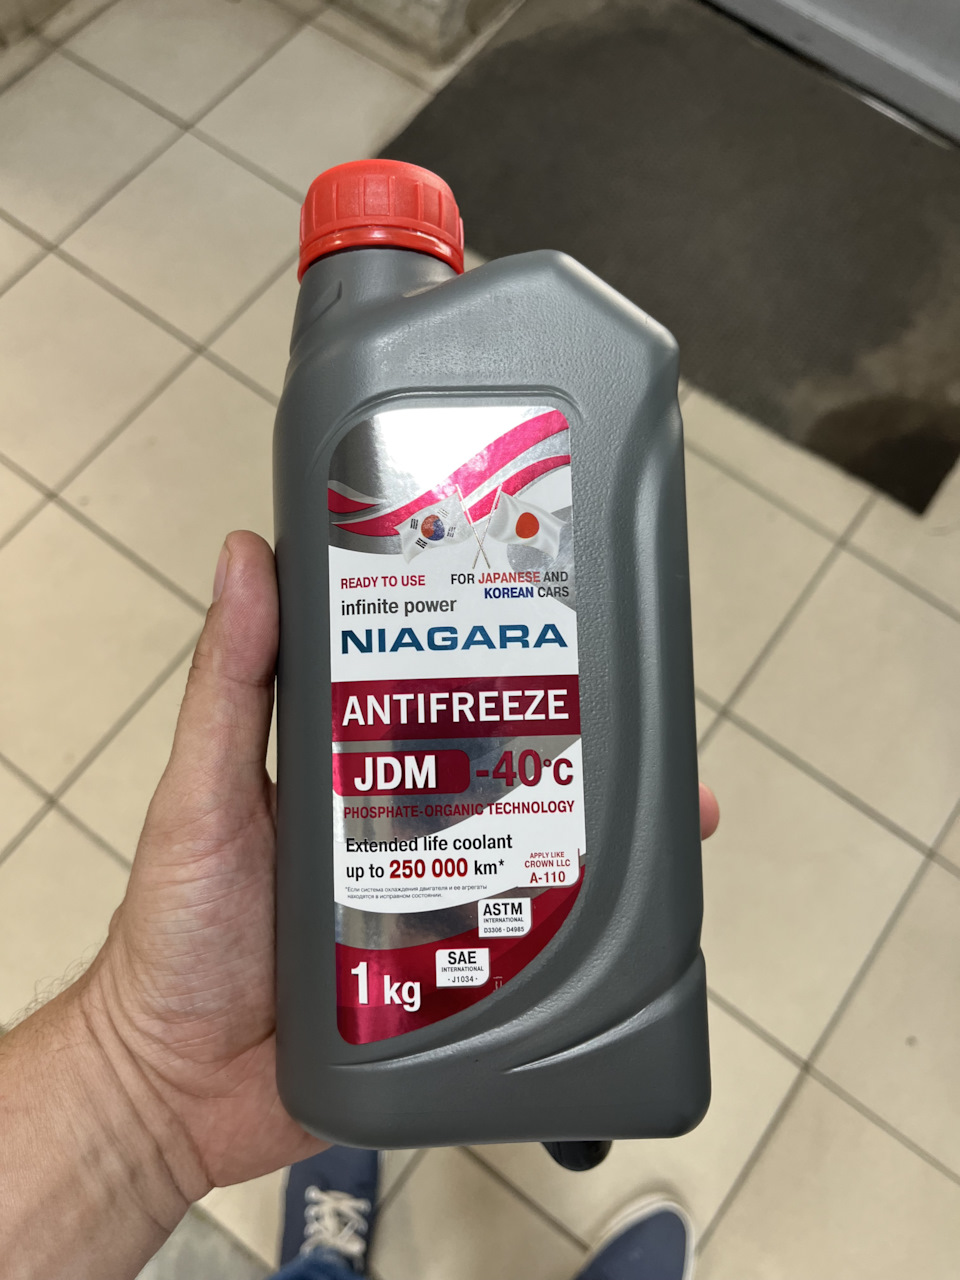 READY TO USE
FOR JAPANESE AND
KOREAN CARS
infinite power
NIAGARA
ANTIFREEZE
JDM -40°C
PHOSPHATE-ORGANIC TECHNOLOGY
Extended life coolant
up to 250 000 km*
APPLY LIKE
CROWN LLC
A-110
*Если система охлаждения двигателя и ее агрегаты
находятся в исправном состоянии.
ASTM
INTERNATIONAL
D3306 · D4985
SAE
INTERNATIONAL
· J1034 ·
1 kg